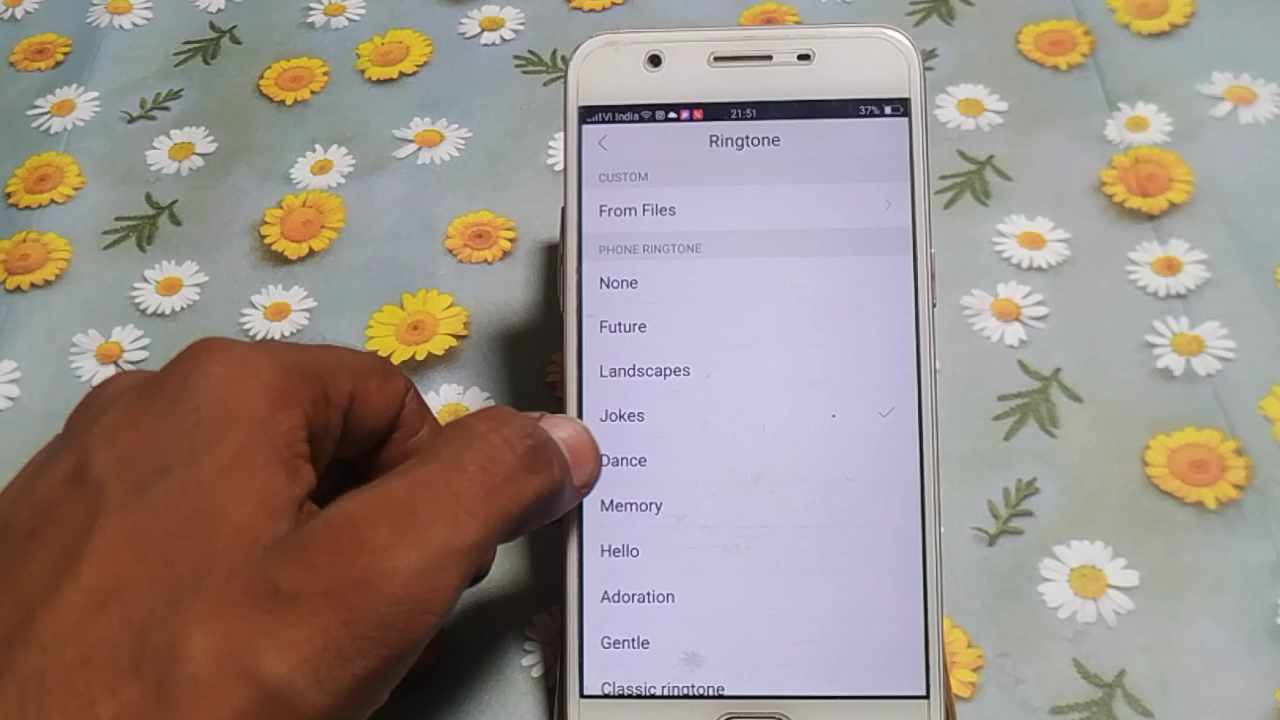 Vi India 21:51 37%
Ringtone
CUSTOM
From Files
PHONE RINGTONE
None
Future
Landscapes
Jokes
Dance
Memory
Hello
Adoration
Gentle
Classic ringtone